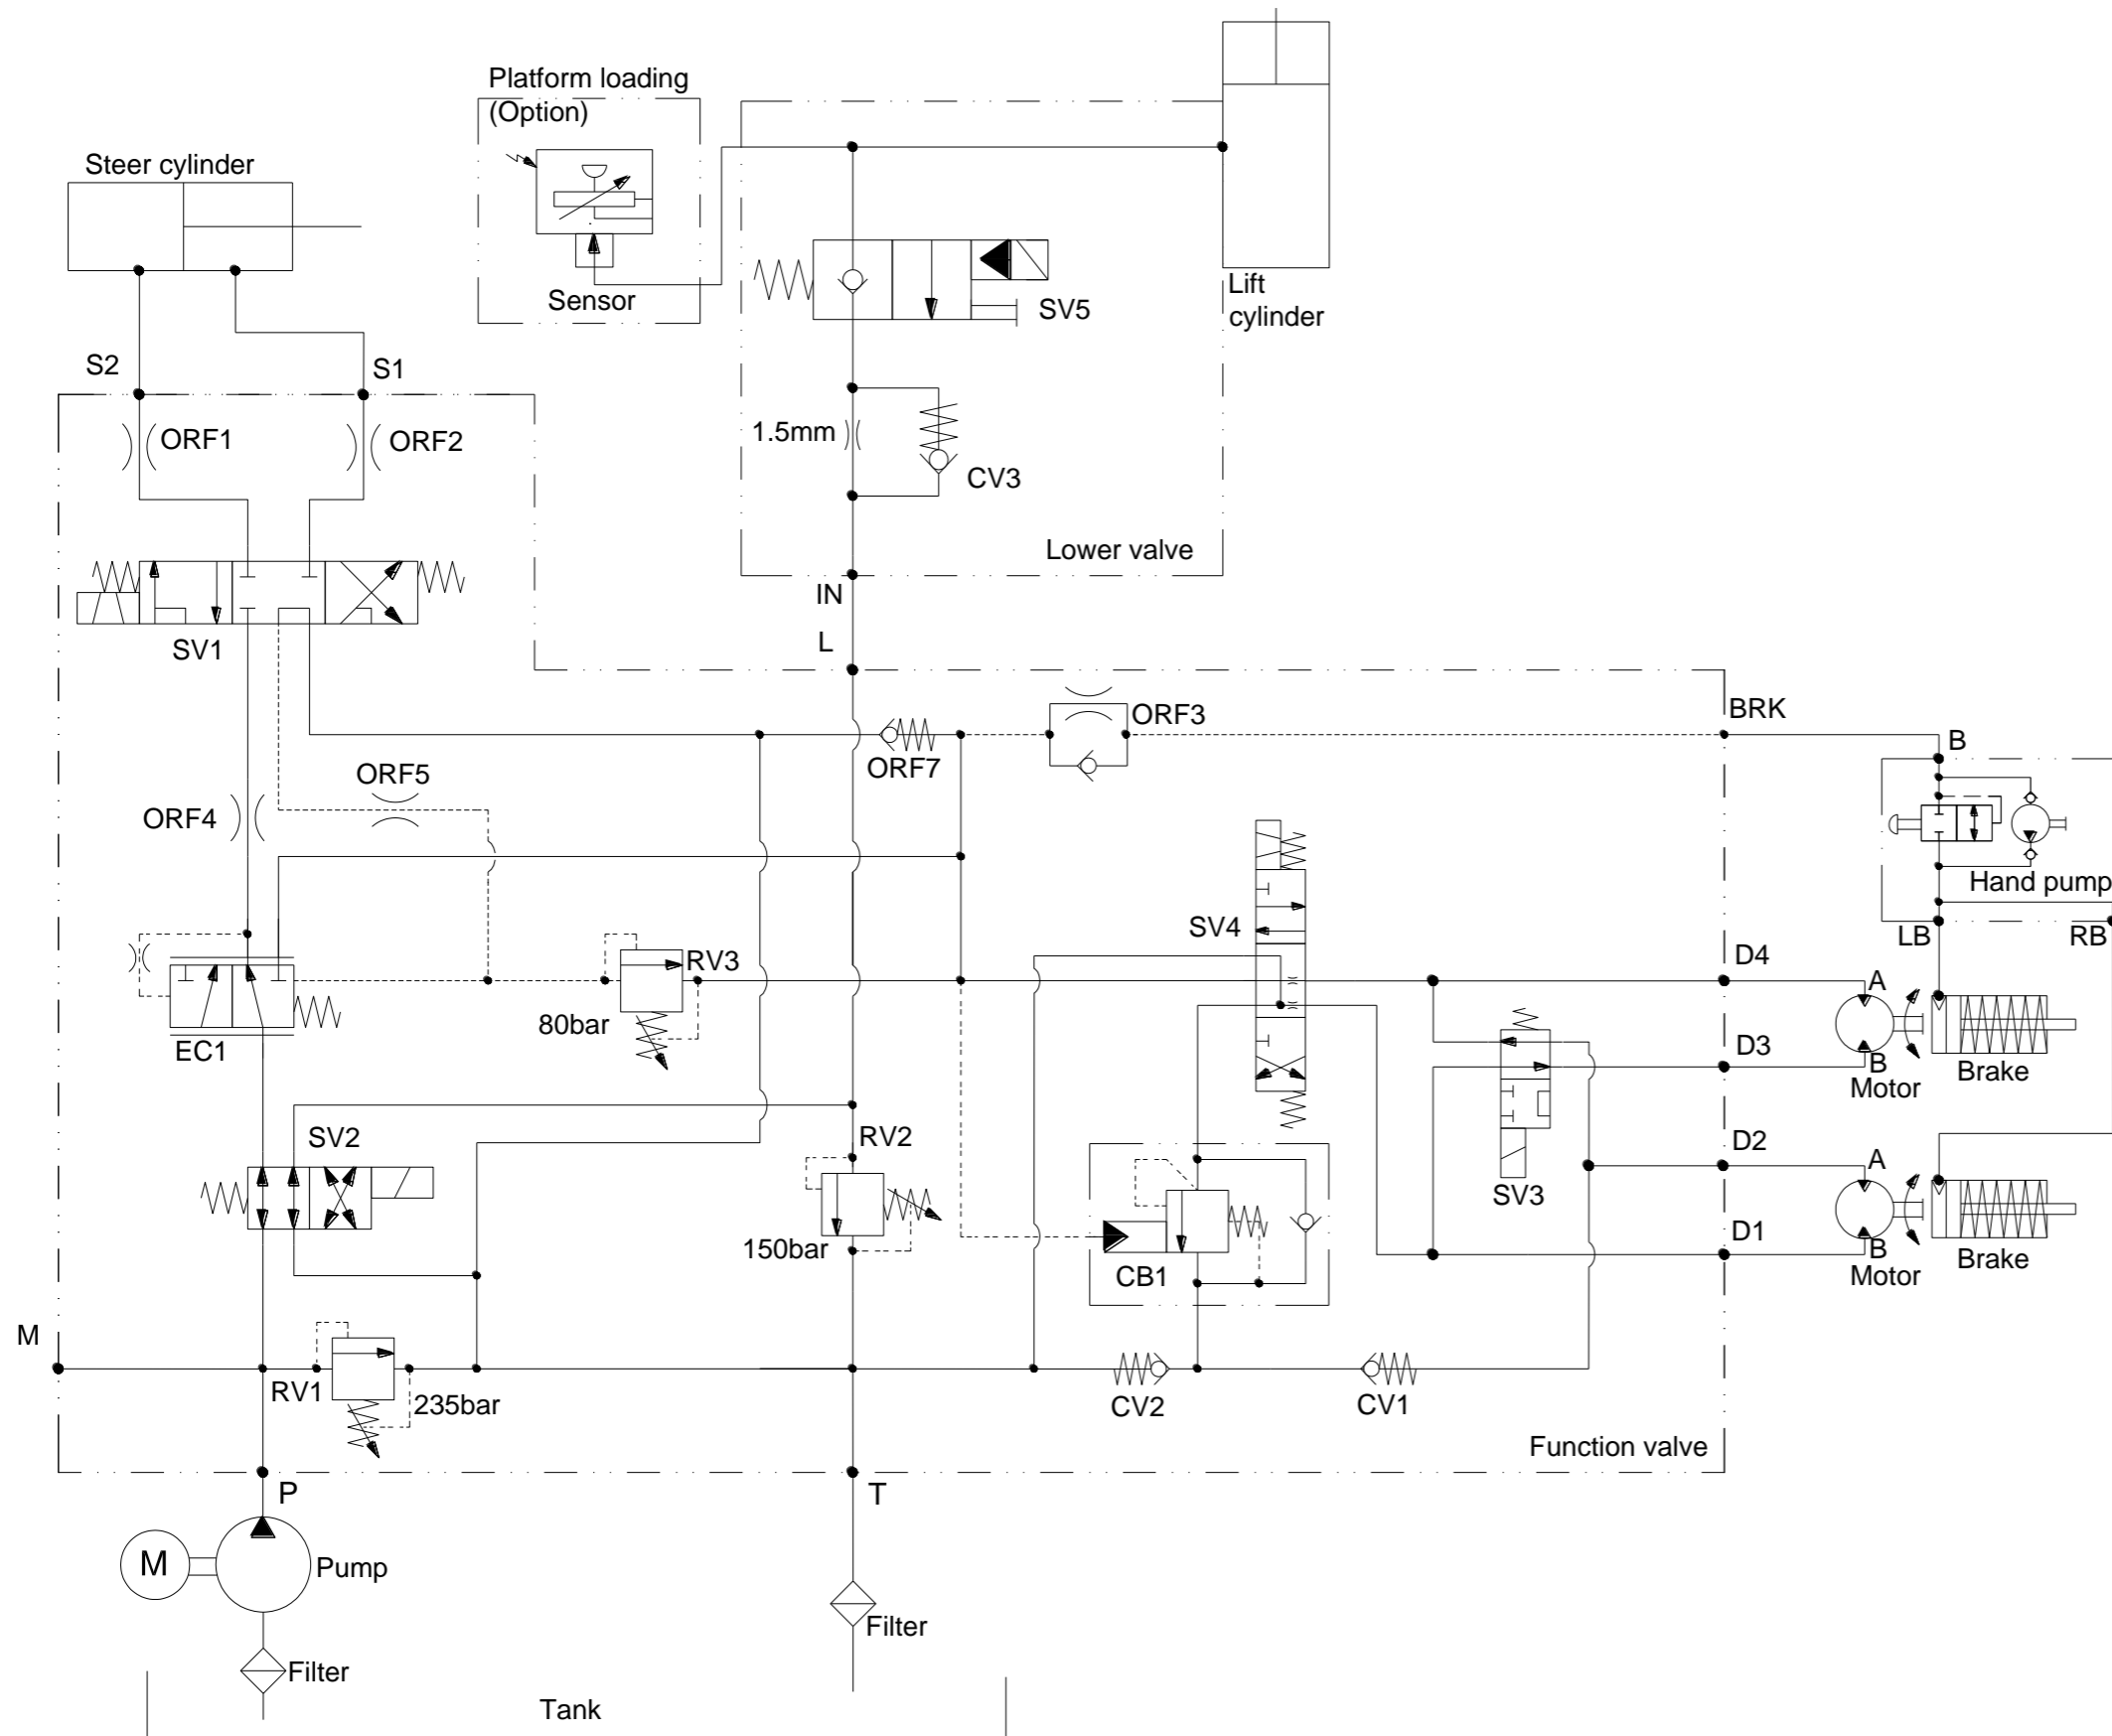 Platform loading
(Option)
Steer cylinder
Sensor
SV5
Lift
cylinder
S2
S1
ORF1
ORF2
1.5mm
CV3
Lower valve
IN
SV1
L
BRK
ORF3
B
ORF7
ORF5
ORF4
Hand pump
SV4
LB
RB
RV3
D4
A
80bar
EC1
D3
B
Motor
Brake
SV2
RV2
D2
A
SV3
150bar
D1
B
CB1
Motor
Brake
M
RV1
235bar
CV2
CV1
Function valve
P
T
M
Pump
Filter
Filter
Tank